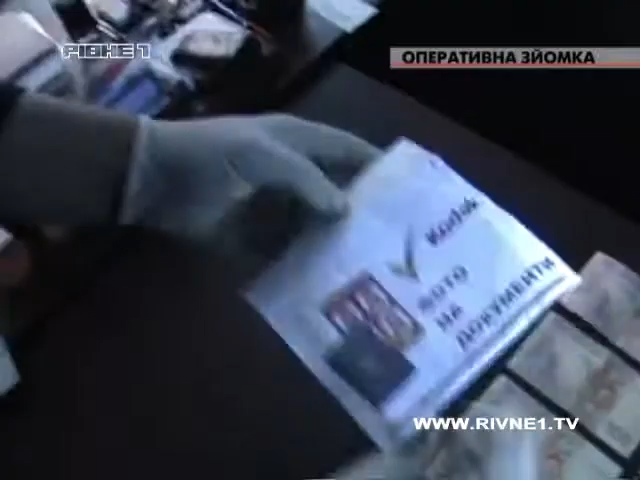 РІВНЕ 1
ОПЕРАТИВНА ЗЙОМКА
Kodak
ФОТО
НА
ДОКУМЕНТИ
WWW.RIVNE1.TV